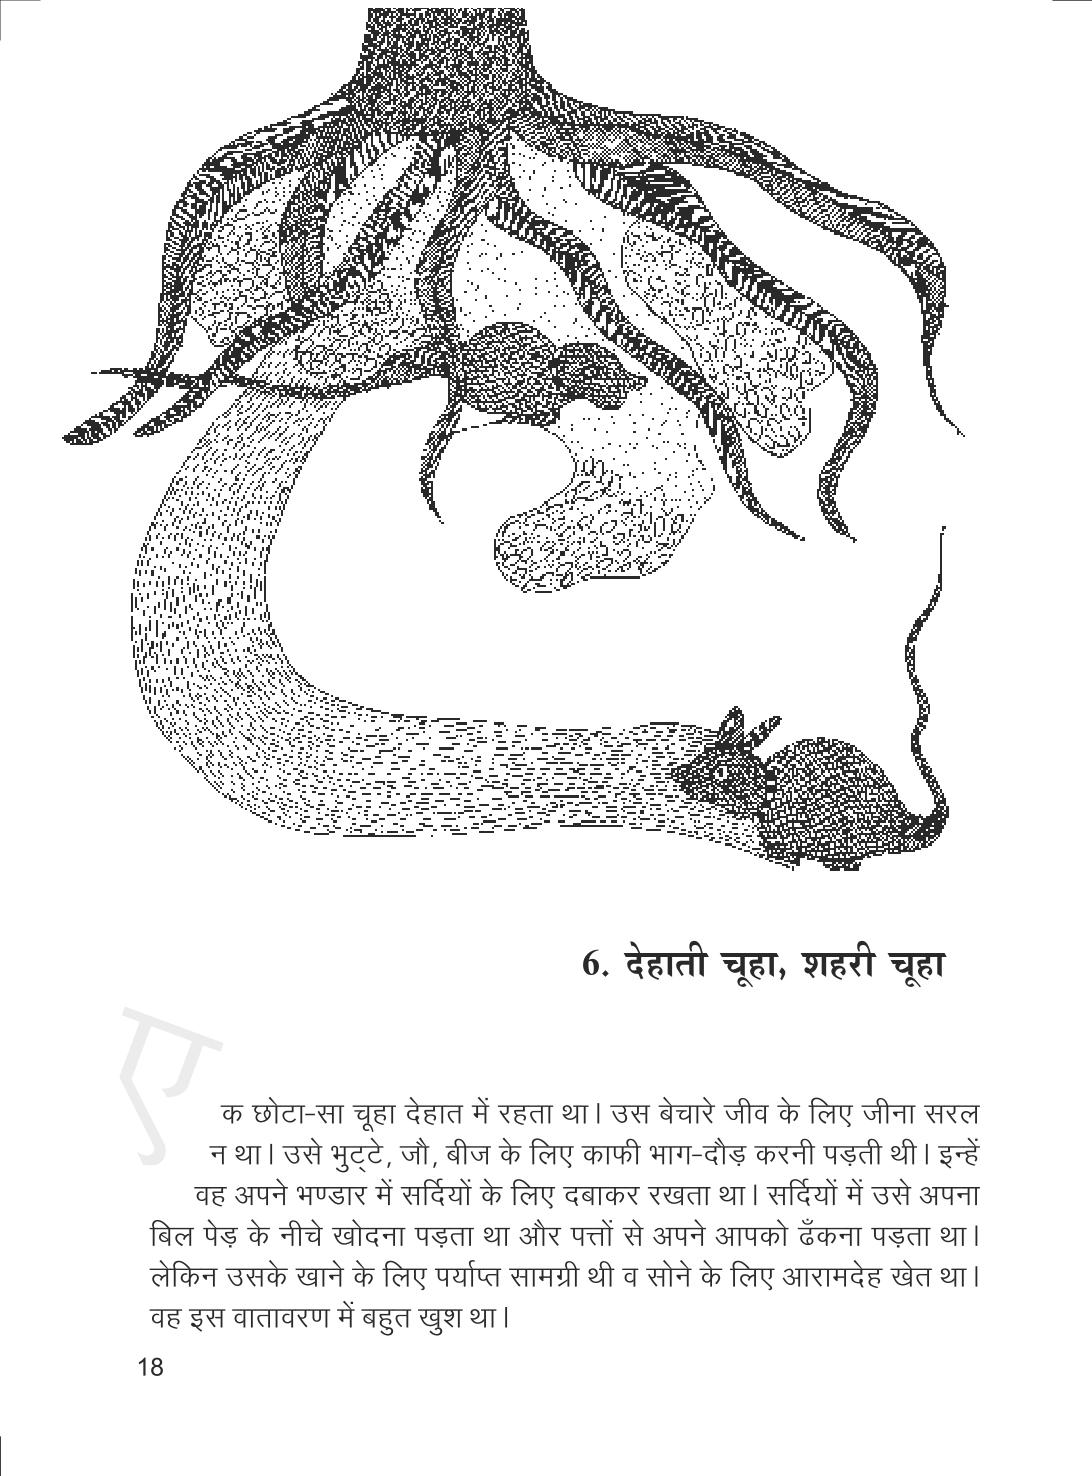 6. देहाती चूहा, शहरी चूहा
एक छोटा-सा चूहा देहात में रहता था। उस बेचारे जीव के लिए जीना सरल
न था। उसे भुट्टे, जौ, बीज के लिए काफी भाग-दौड़ करनी पड़ती थी। इन्हें
वह अपने भण्डार में सर्दियों के लिए दबाकर रखता था। सर्दियों में उसे अपना
बिल पेड़ के नीचे खोदना पड़ता था और पत्तों से अपने आपको ढँकना पड़ता था।
लेकिन उसके खाने के लिए पर्याप्त सामग्री थी व सोने के लिए आरामदेह खेत था।
वह इस वातावरण में बहुत खुश था।
18